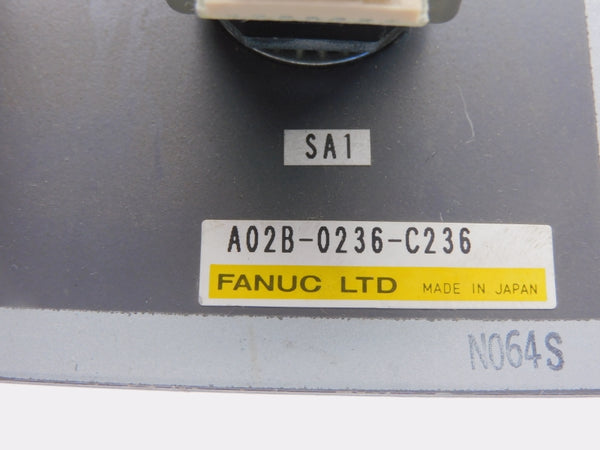 SA1
A02B-0236-C236
FANUC LTD MADE IN JAPAN
N064S